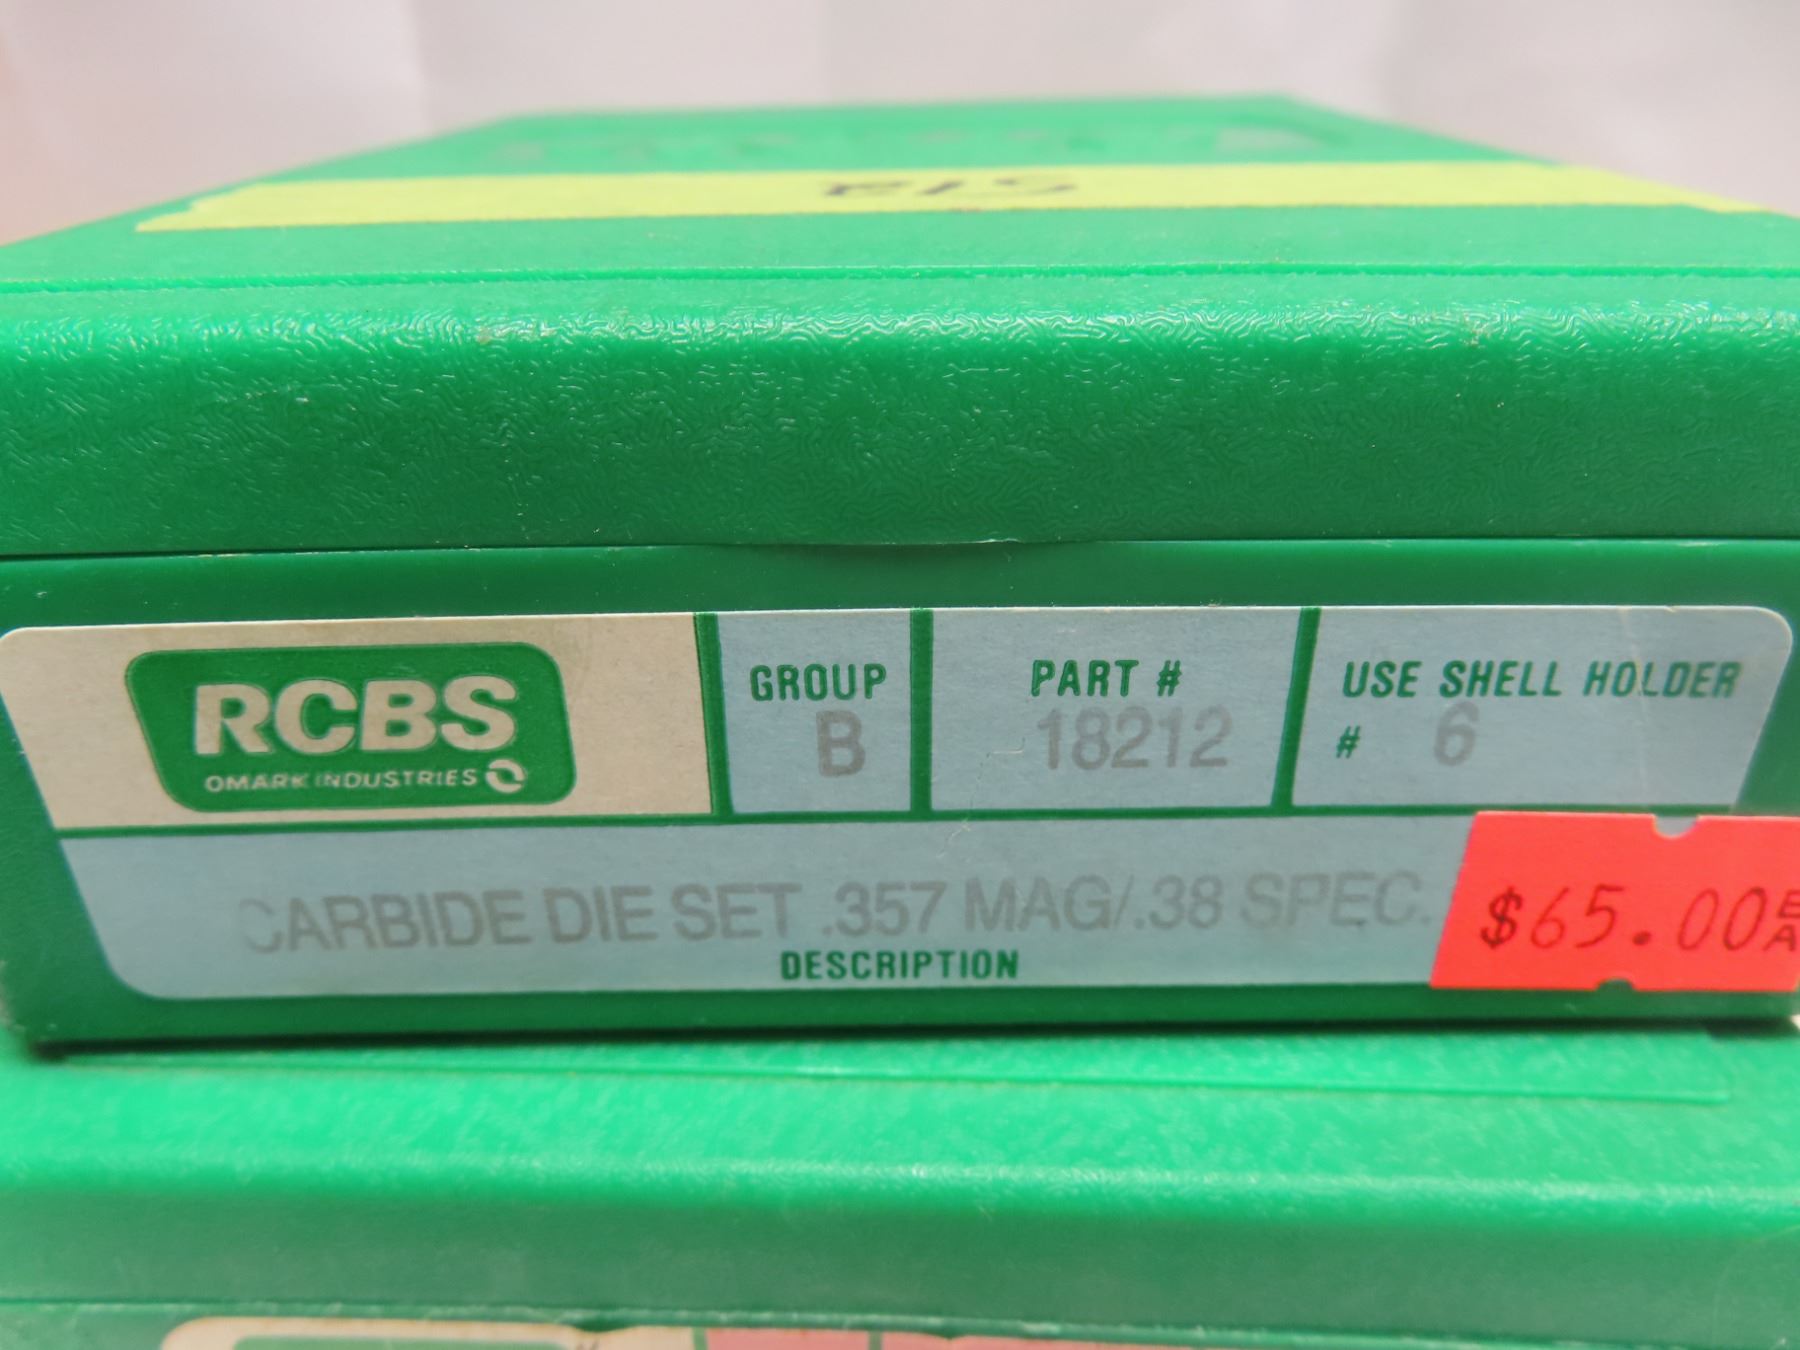 RCBS
OMARK INDUSTRIES
GROUP
B
PART #
18212
USE SHELL HOLDER
# 6
CARBIDE DIE SET .357 MAG/.38 SPEC.
DESCRIPTION
$65.00 EA